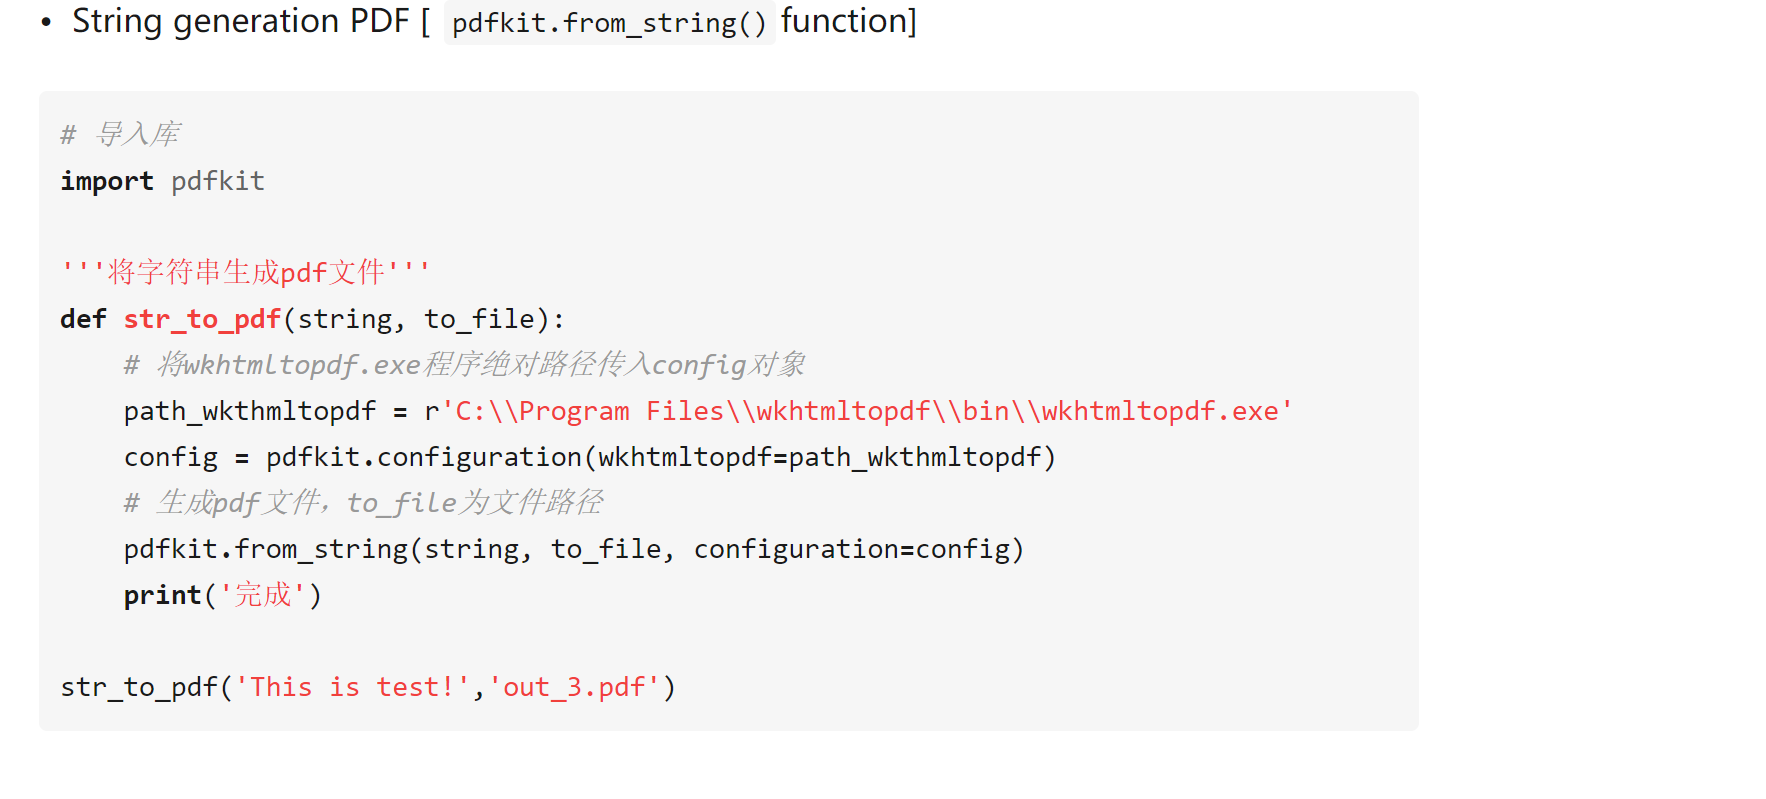 • String generation PDF [ pdfkit.from_string() function]
# 导入库
import pdfkit
'''将字符串生成pdf文件'''
def str_to_pdf(string, to_file):
    # 将wkhtmltopdf.exe程序绝对路径传入config对象
    path_wkthmltopdf = r'C:\\Program Files\\wkhtmltopdf\\bin\\wkhtmltopdf.exe'
    config = pdfkit.configuration(wkhtmltopdf=path_wkthmltopdf)
    # 生成pdf文件，to_file为文件路径
    pdfkit.from_string(string, to_file, configuration=config)
    print('完成')
str_to_pdf('This is test!','out_3.pdf')